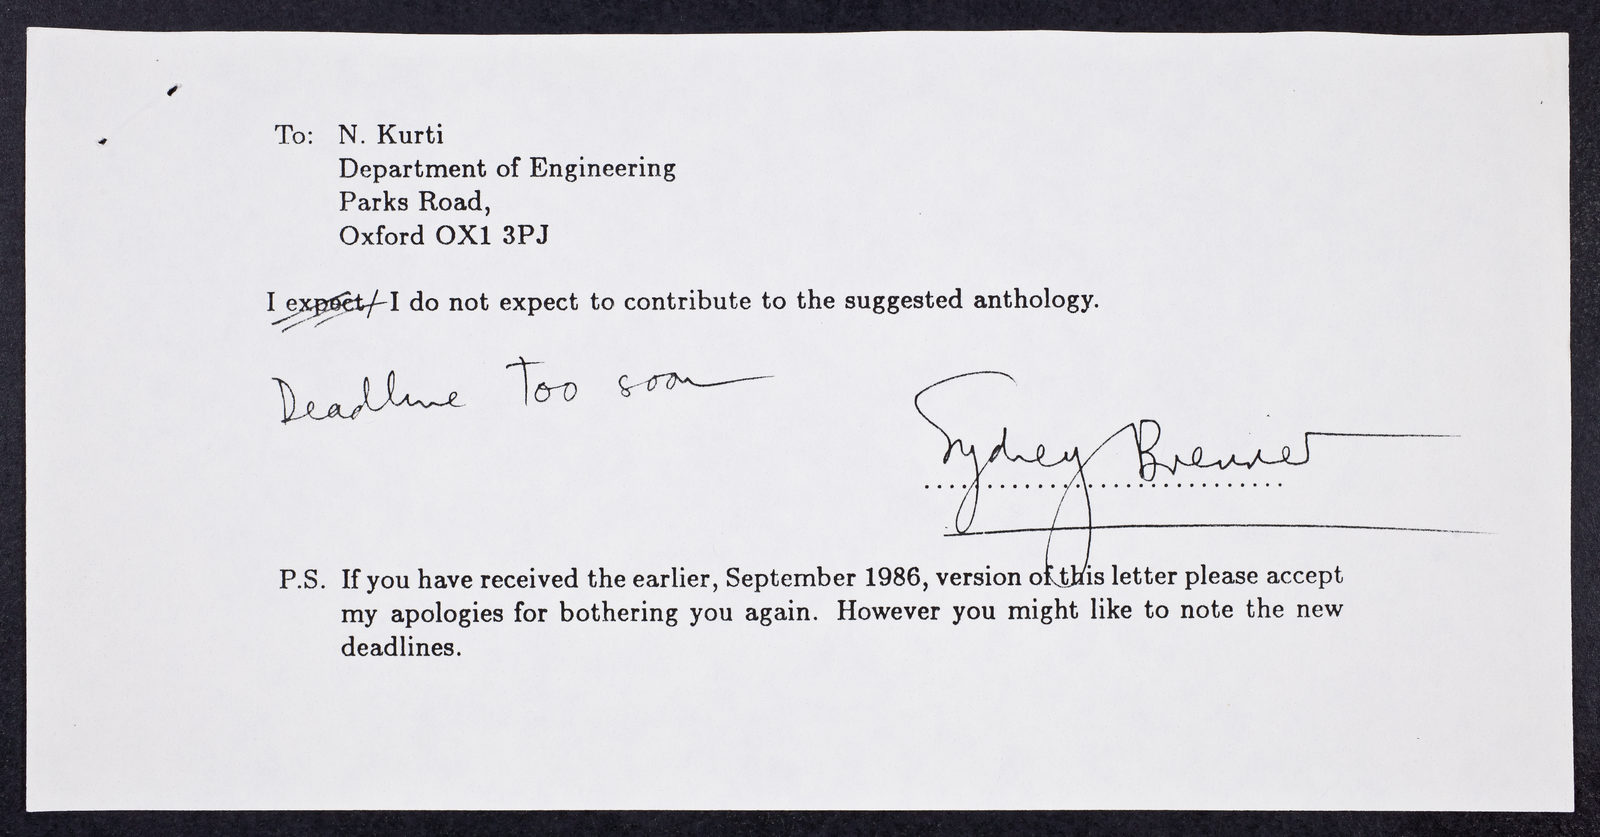 To: N. Kurti
Department of Engineering
Parks Road,
Oxford OX1 3PJ
I expect/ I do not expect to contribute to the suggested anthology.
Deadline Too soon
Sydney Brenner
P.S. If you have received the earlier, September 1986, version of this letter please accept
my apologies for bothering you again. However you might like to note the new
deadlines.